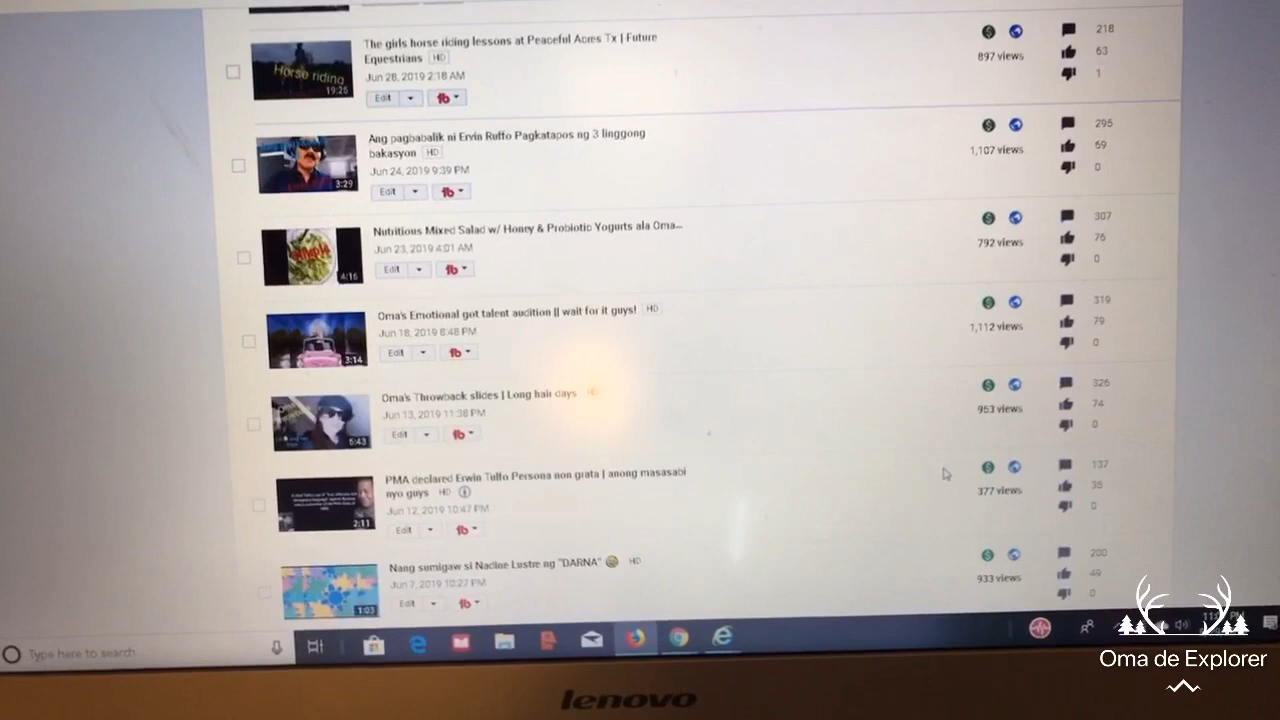 The girls horse riding lessons at Peaceful Acres Tx | Future
Equestrians HD
Jun 28, 2019 2:18 AM
Edit
Horse riding
19:26
897 views
218
63
1
Ang pagbabalik ni Ervin Ruffo Pagkatapos ng 3 linggong
bakasyon HD
Jun 24, 2019 9:39 PM
Edit
3:29
1,107 views
295
69
0
Nutritious Mixed Salad w/ Honey & Probiotic Yogurts ala Oma...
Jun 23, 2019 4:01 AM
Edit
4:16
792 views
307
76
0
Oma's Emotional got talent audition || wait for it guys! HD
Jun 18, 2019 8:48 PM
Edit
3:14
1,112 views
319
79
0
Oma's Throwback slides | Long hair days HD
Jun 13, 2019 11:38 PM
Edit
5:43
953 views
326
74
0
PMA declared Erwin Tulfo Persona non grata | anong masasabi
nyo guys HD
Jun 12, 2019 10:47 PM
Edit
2:11
377 views
137
35
0
Nang sumigaw si Nadine Lustre ng "DARNA" HD
Jun 7, 2019 10:27 PM
Edit
1:03
933 views
200
49
0
Type here to search
lenovo
Oma de Explorer